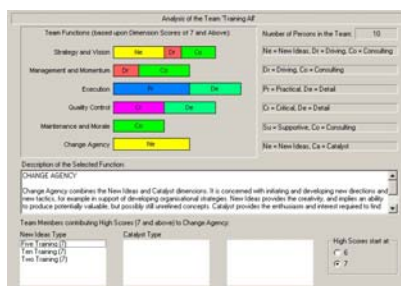 Analysis of the Team 'Training All'
Team Functions (based upon Dimension Scores of 7 and Above)
Number of Persons in the Team: 10
Strategy and Vision Ne Dr Co
Ne = New Ideas, Dr = Driving, Co = Consulting
Management and Momentum Dr Co
Dr = Driving, Co = Consulting
Execution Pr De
Pr = Practical, De = Detail
Quality Control Cr De
Cr = Critical, De = Detail
Maintenance and Morale Co
Su = Supportive, Co = Consulting
Change Agency Ne
Ne = New Ideas, Ca = Catalyst
Description of the Selected Function:
CHANGE AGENCY
Change Agency combines the New Ideas and Catalyst dimensions. It is concerned with initiating and developing new directions and
new tactics, for example in support of developing organisational strategies. New Ideas provides the creativity, and implies an ability
to produce potentially valuable, but possibly still unrefined concepts. Catalyst provides the enthusiasm and interest required to find
Team Members contributing High Scores (7 and above) to Change Agency:
New Ideas Type
Catalyst Type
Five Training (7)
Ten Training (7)
Two Training (7)
High Scores start at
6
7